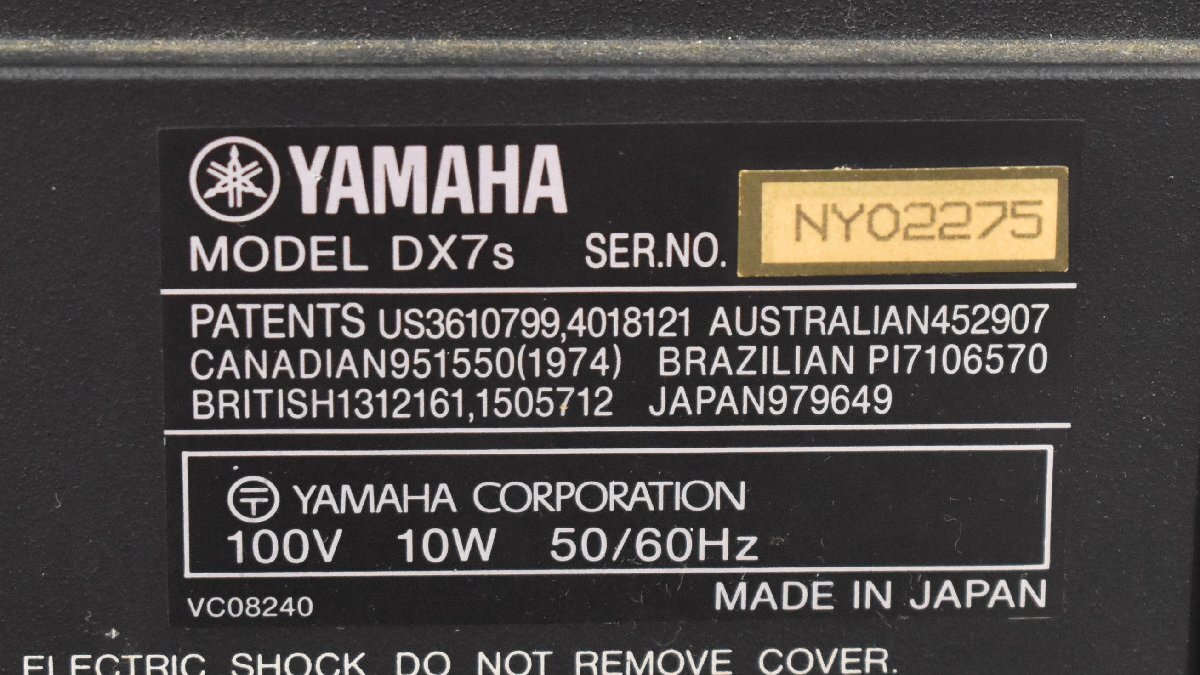 YAMAHA
MODEL DX7s SER.NO. NY02275
PATENTS US3610799,4018121 AUSTRALIAN452907
CANADIAN951550(1974) BRAZILIAN PI7106570
BRITISH1312161,1505712 JAPAN979649
YAMAHA CORPORATION
100V 10W 50/60Hz
VC08240 MADE IN JAPAN
ELECTRIC SHOCK DO NOT REMOVE COVER.